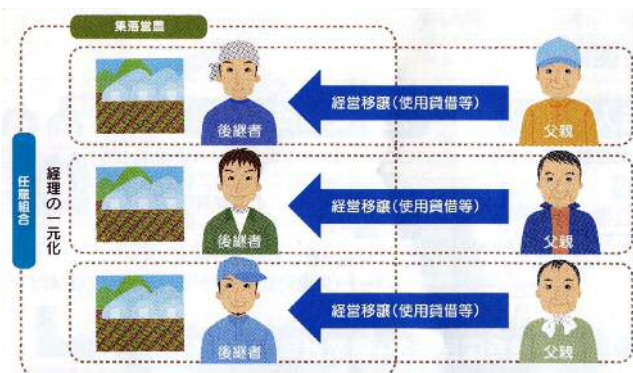 集落営農
任意組合
経理の一元化
後継者
経営移譲(使用貸借等)
父親
後継者
経営移譲(使用貸借等)
父親
後継者
経営移譲(使用貸借等)
父親